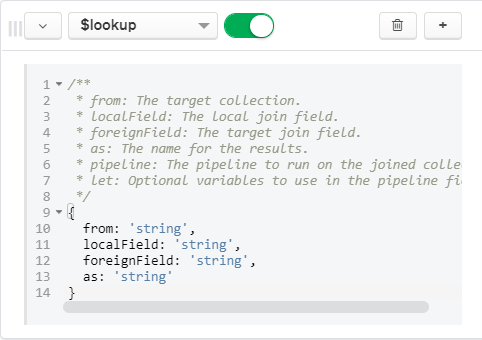 $lookup
+
1 /**
2 * from: The target collection.
3 * localField: The local join field.
4 * foreignField: The target join field.
5 * as: The name for the results.
6 * pipeline: The pipeline to run on the joined colle
7 * let: Optional variables to use in the pipeline fi
8 */
9 {
10 from: 'string',
11 localField: 'string',
12 foreignField: 'string',
13 as: 'string'
14 }